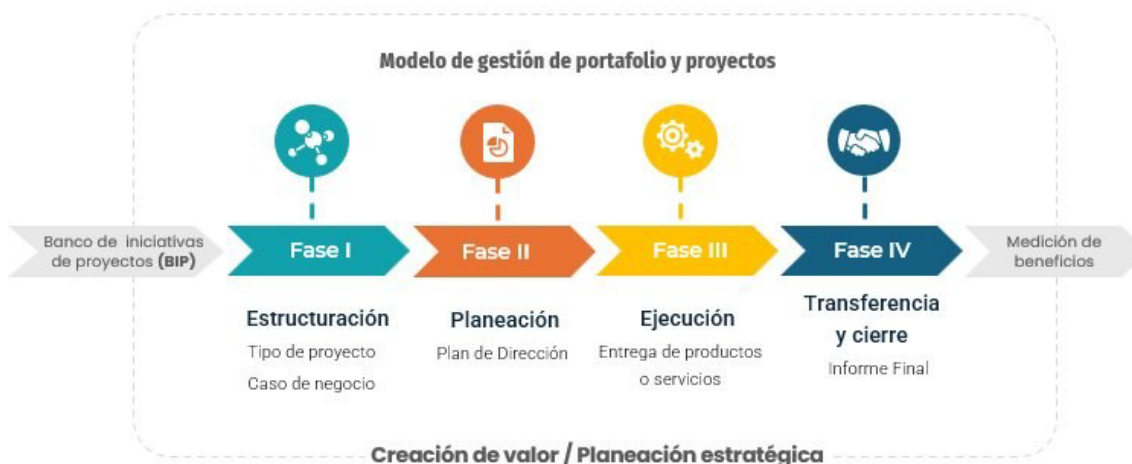 Modelo de gestión de portafolio y proyectos
Banco de iniciativas
de proyectos (BIP)
Fase I
Fase II
Fase III
Fase IV
Medición de
beneficios
Estructuración
Tipo de proyecto
Caso de negocio
Planeación
Plan de Dirección
Ejecución
Entrega de productos
o servicios
Transferencia
y cierre
Informe Final
Creación de valor / Planeación estratégica